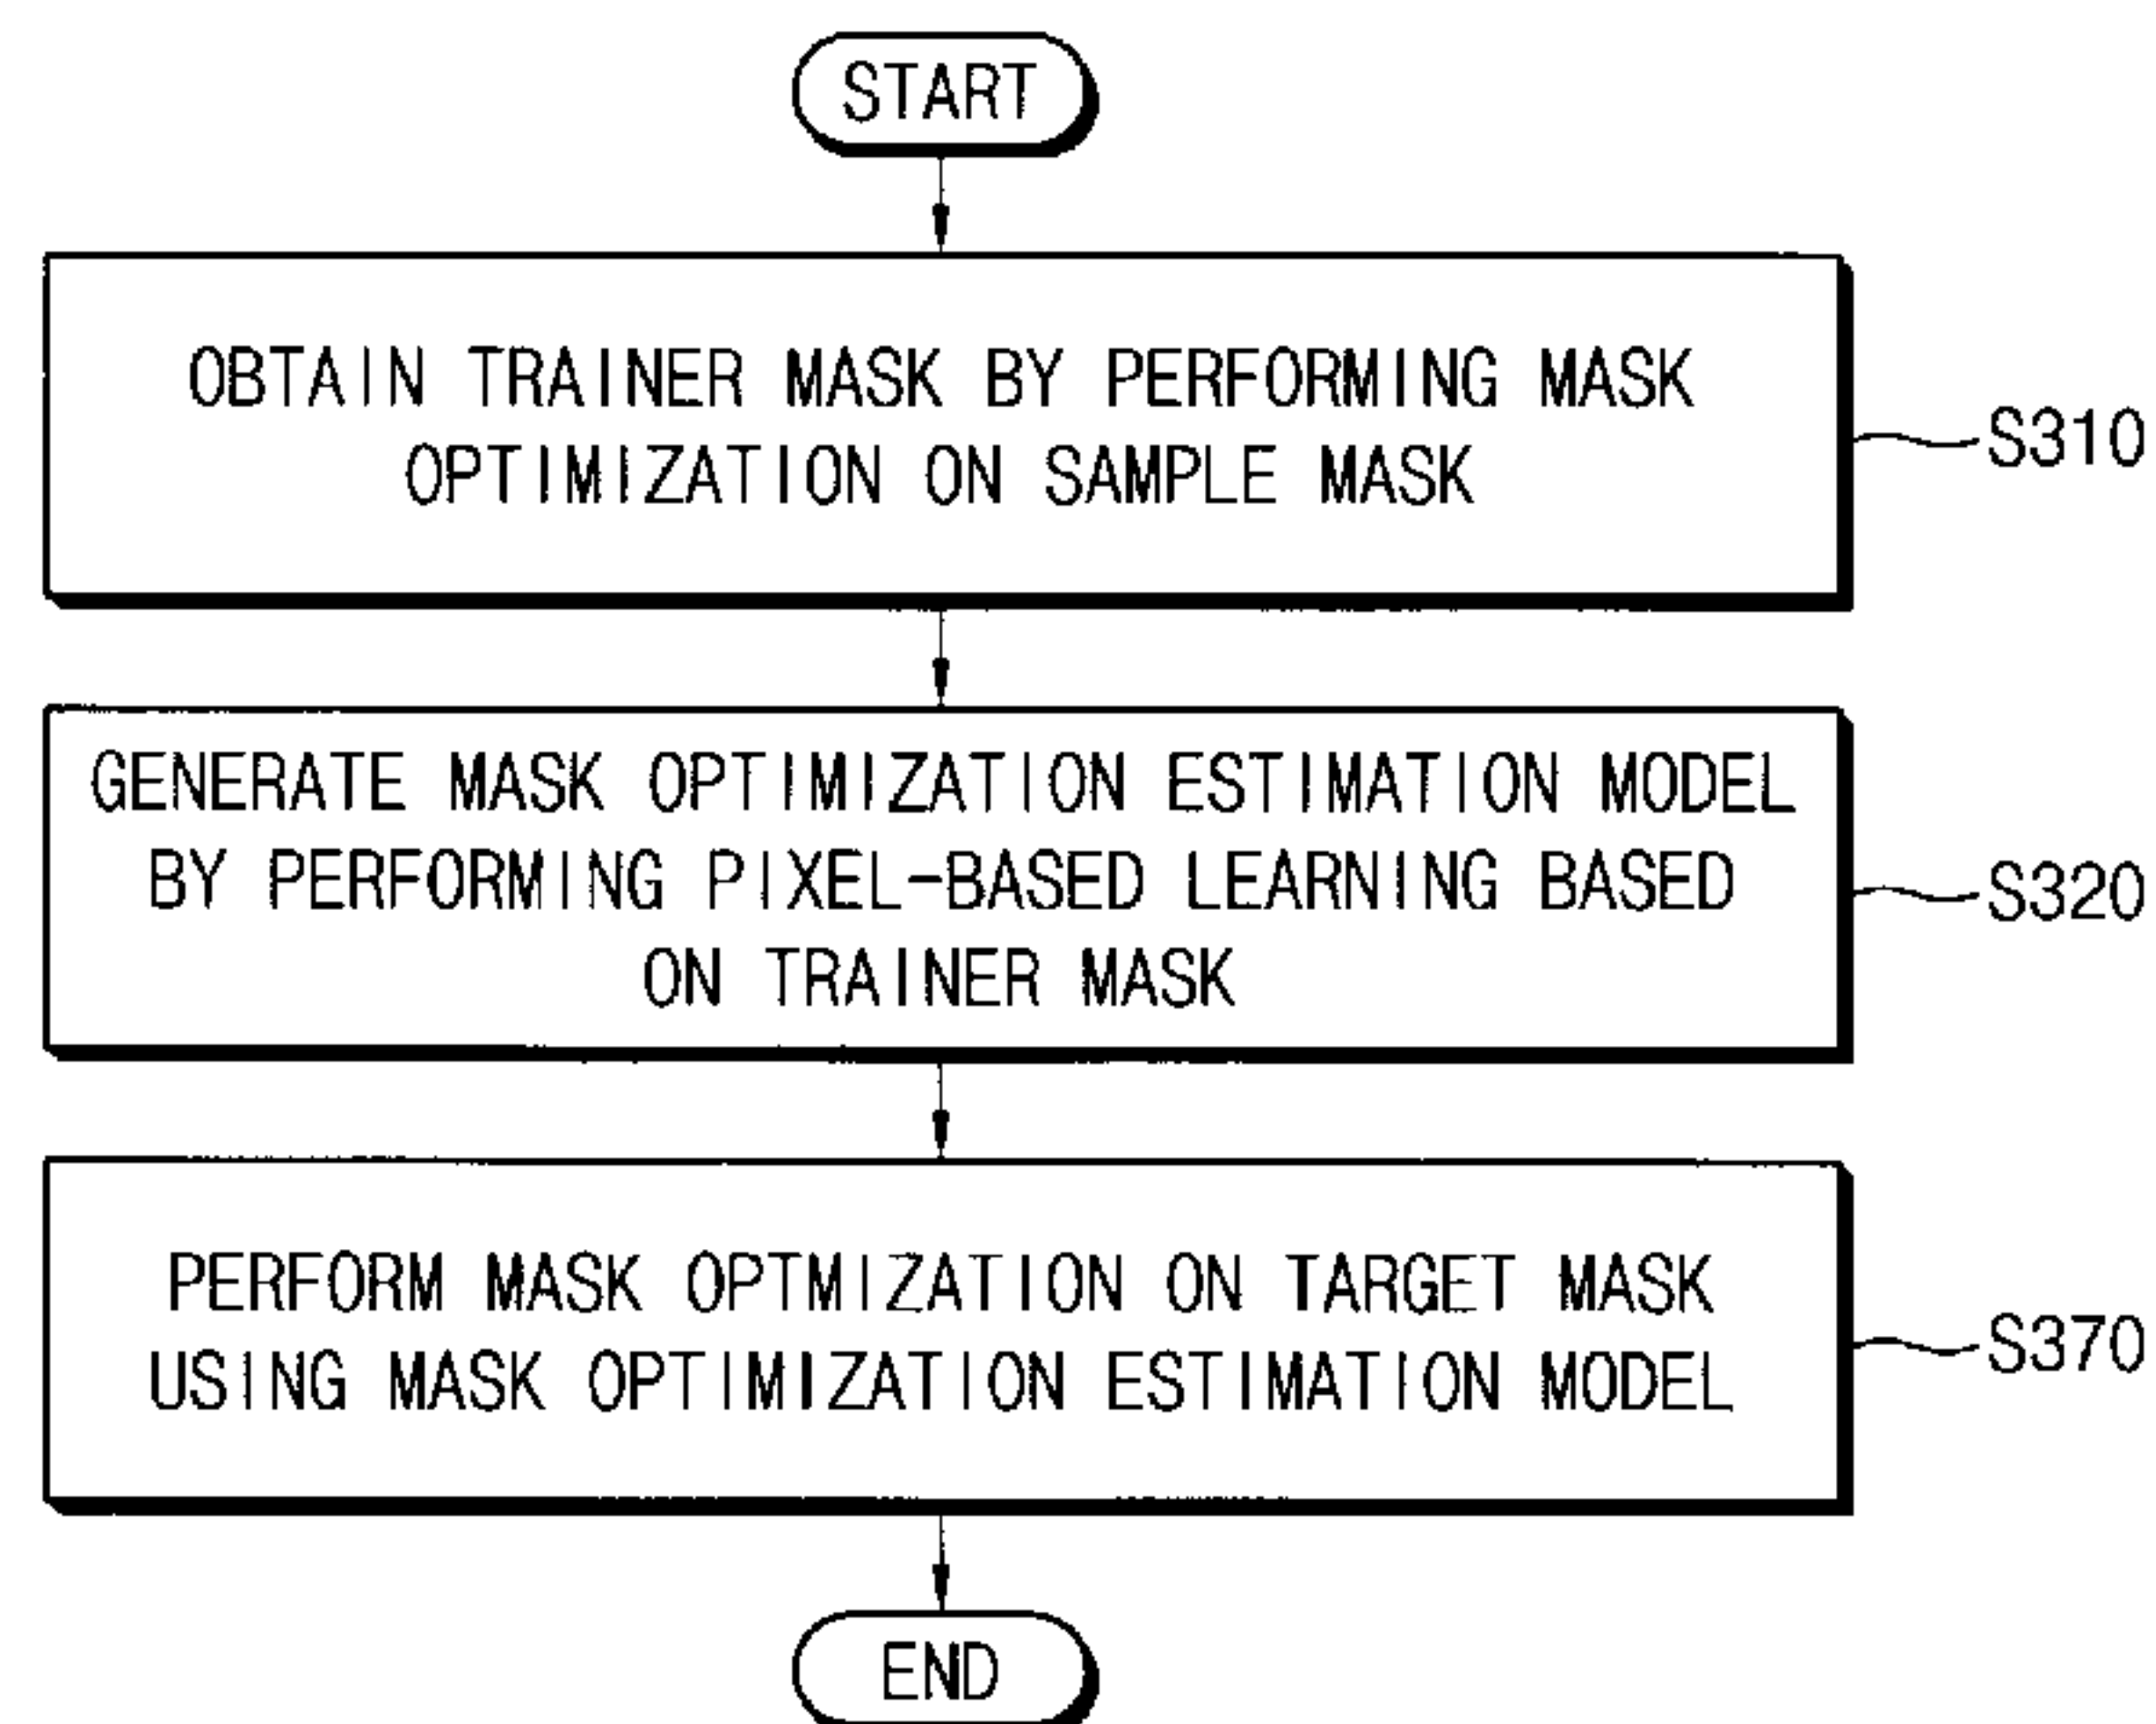 START
OBTAIN TRAINER MASK BY PERFORMING MASK
OPTIMIZATION ON SAMPLE MASK
S310
GENERATE MASK OPTIMIZATION ESTIMATION MODEL
BY PERFORMING PIXEL-BASED LEARNING BASED
ON TRAINER MASK
S320
PERFORM MASK OPTMIZATION ON TARGET MASK
USING MASK OPTIMIZATION ESTIMATION MODEL
S370
END